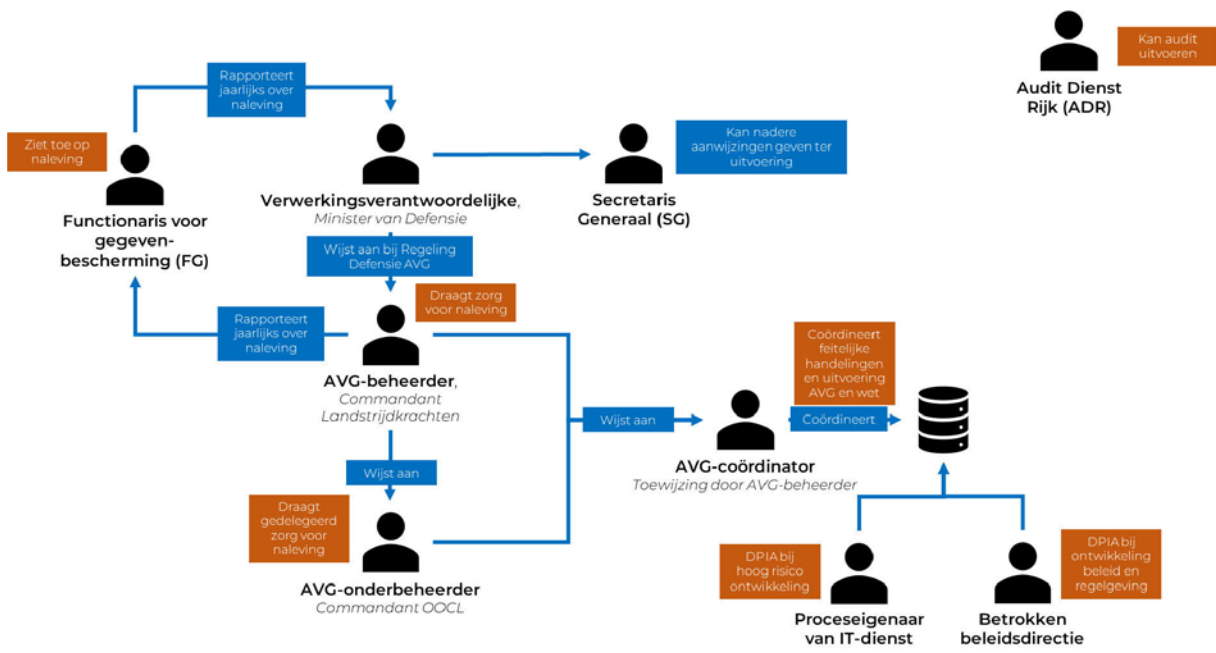 Kan audit
uitvoeren
Audit Dienst
Rijk (ADR)
Rapporteert
jaarlijks over
naleving
Ziet toe op
naleving
Kan nadere
aanwijzingen geven ter
uitvoering
Functionaris voor
gegeven-
bescherming (FG)
Verwerkingsverantwoordelijke,
Minister van Defensie
Secretaris
Generaal (SG)
Wijst aan bij Regeling
Defensie AVG
Draagt zorg
voor naleving
Rapporteert
jaarlijks over
naleving
AVG-beheerder,
Commandant
Landstrijdkrachten
Coördineert
feitelijke
handelingen
en uitvoering
AVG en wet
Wijst aan
Coördineert
AVG-coördinator
Toewijzing door AVG-beheerder
Wijst aan
Draagt
gedelegeerd
zorg voor
naleving
AVG-onderbeheerder
Commandant OOCL
DPIA bij
hoog risico
ontwikkeling
DPIA bij
ontwikkeling
beleid en
regelgeving
Proceseigenaar
van IT-dienst
Betrokken
beleidsdirectie